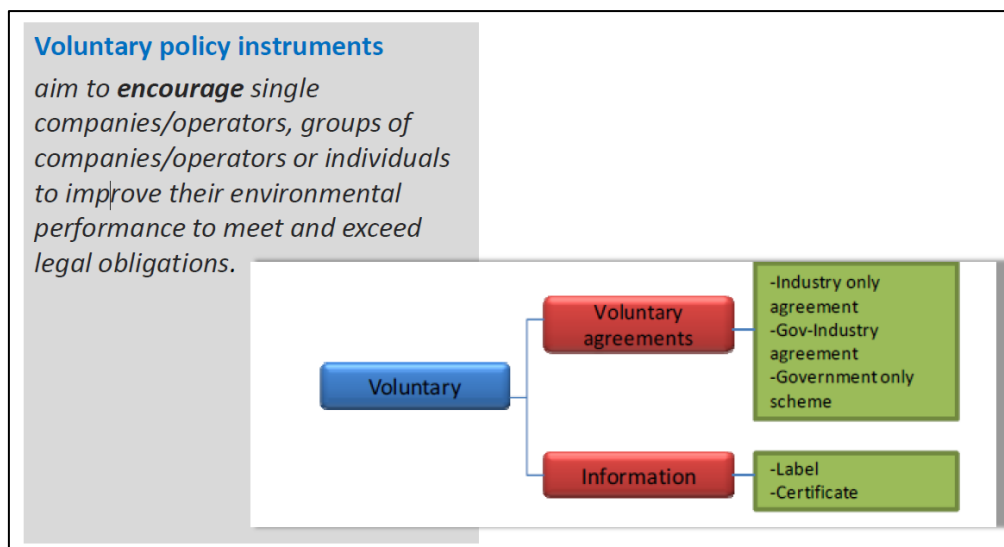 Voluntary policy instruments
aim to encourage single
companies/operators, groups of
companies/operators or individuals
to improve their environmental
performance to meet and exceed
legal obligations.
Voluntary
Voluntary
agreements
-Industry only
agreement
-Gov-Industry
agreement
-Government only
scheme
Information
-Label
-Certificate